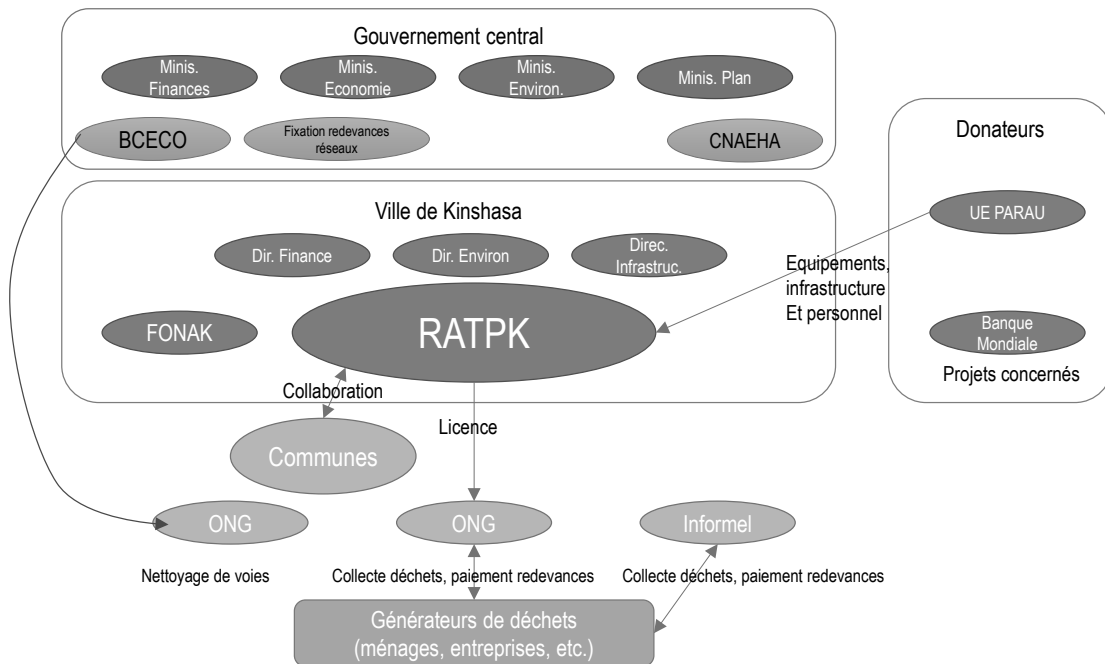 Gouvernement central
Minis.
Finances
Minis.
Economie
Minis.
Environ.
Minis. Plan
BCECO
Fixation redevances
réseaux
CNAEHA
Donateurs
UE PARAU
Banque
Mondiale
Projets concernés
Ville de Kinshasa
Dir. Finance
Dir. Environ
Direc.
Infrastruc.
Equipements,
infrastructure
Et personnel
FONAK
RATPK
Collaboration
Licence
Communes
ONG
ONG
Informel
Nettoyage de voies
Collecte déchets, paiement redevances
Collecte déchets, paiement redevances
Générateurs de déchets
(ménages, entreprises, etc.)